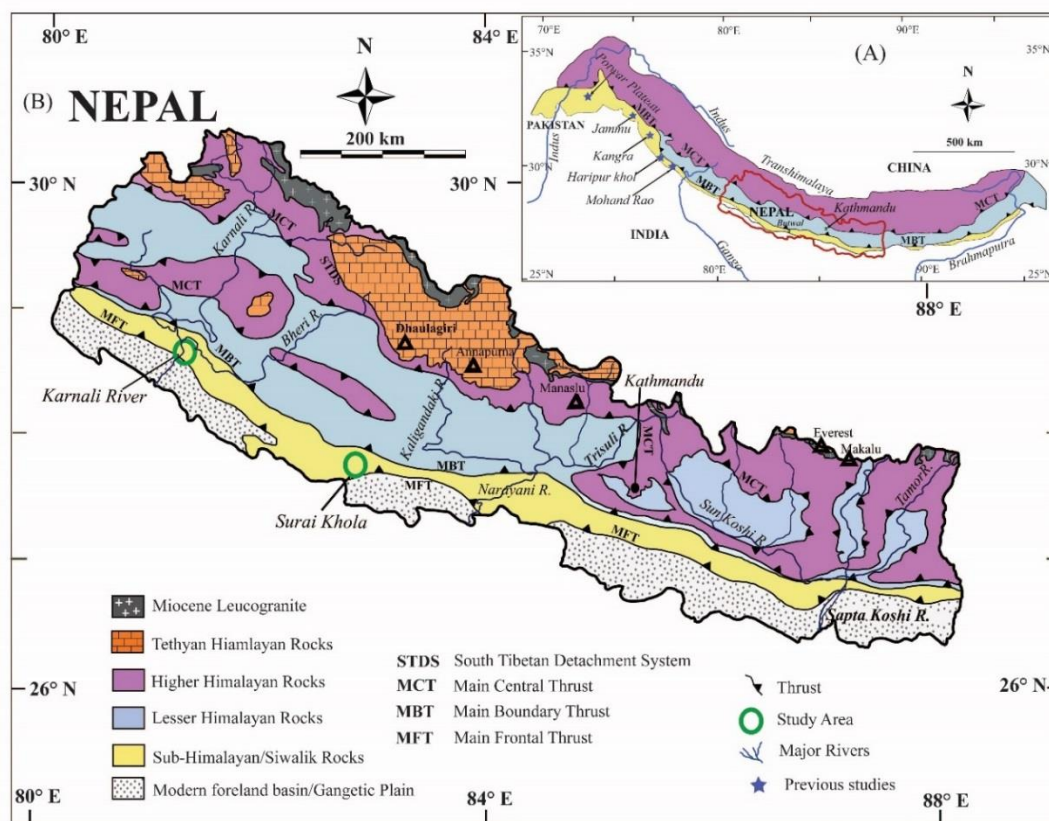 80° E
84° E
(B) NEPAL
N
200 km
30° N
30° N
(A)
70°E
80°E
90°E
35°N
35°N
Potwar Plateau
MBT
Indus
N
PAKISTAN
Jammu
Indus
500 km
Kangra
MCT
Transhimalaya
CHINA
30°N
30°N
Haripur khol
MBT
MCT
Mohand Rao
NEPAL
Kathmandu
Butwal
INDIA
MBT
Ganga
Brahmaputra
25°N
25°N
80°E
90°E
88° E
Karnali R.
MCT
STDS
MCT
MFT
MBT
Bheri R.
Dhaulagiri
Annapurna
Manaslu
Kathmandu
Karnali River
Kaligandaki R.
Trisuli R.
MCT
Everest
Makalu
MBT
MCT
Tamor R.
MFT
Narayani R.
Sun Koshi R.
Surai Khola
MFT
Sapta Koshi R.
Miocene Leucogranite
Tethyan Hiamlayan Rocks
Higher Himalayan Rocks
Lesser Himalayan Rocks
Sub-Himalayan/Siwalik Rocks
Modern foreland basin/Gangetic Plain
STDS South Tibetan Detachment System
MCT Main Central Thrust
MBT Main Boundary Thrust
MFT Main Frontal Thrust
Thrust
Study Area
Major Rivers
Previous studies
26° N
26° N
80° E
84° E
88° E